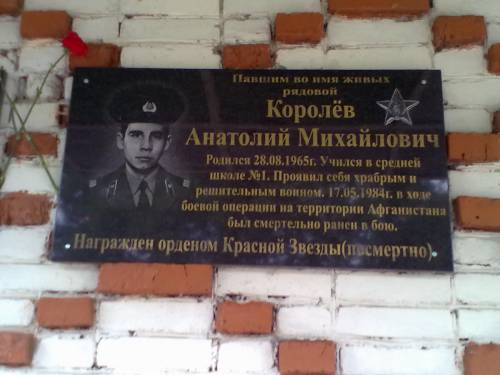 Павшим во имя живых
рядовой
Королёв
Анатолий Михайлович
Родился 28.08.1965г. Учился в средней
школе №1. Проявил себя храбрым и
решительным воином. 17.05.1984г. в ходе
боевой операции на территории Афганистана
был смертельно ранен в бою.
Награжден орденом Красной Звезды(посмертно).